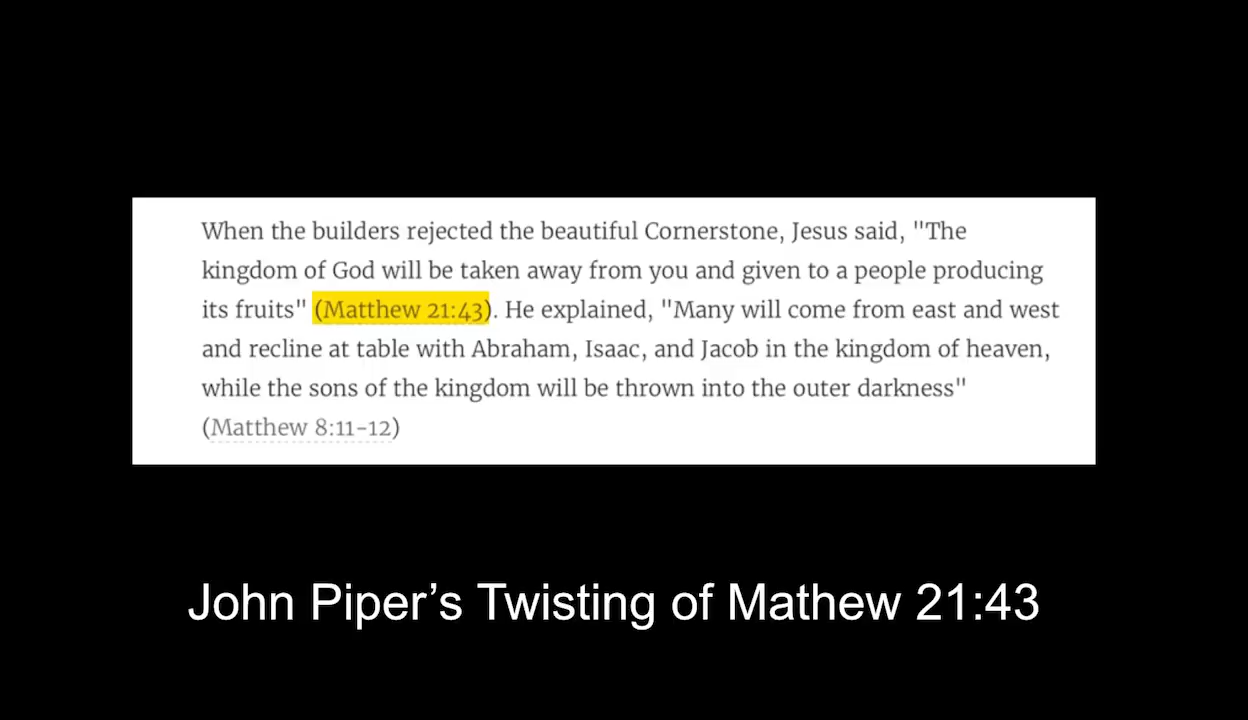 When the builders rejected the beautiful Cornerstone, Jesus said, "The
kingdom of God will be taken away from you and given to a people producing
its fruits" (Matthew 21:43). He explained, "Many will come from east and west
and recline at table with Abraham, Isaac, and Jacob in the kingdom of heaven,
while the sons of the kingdom will be thrown into the outer darkness"
(Matthew 8:11-12)
John Piper’s Twisting of Mathew 21:43